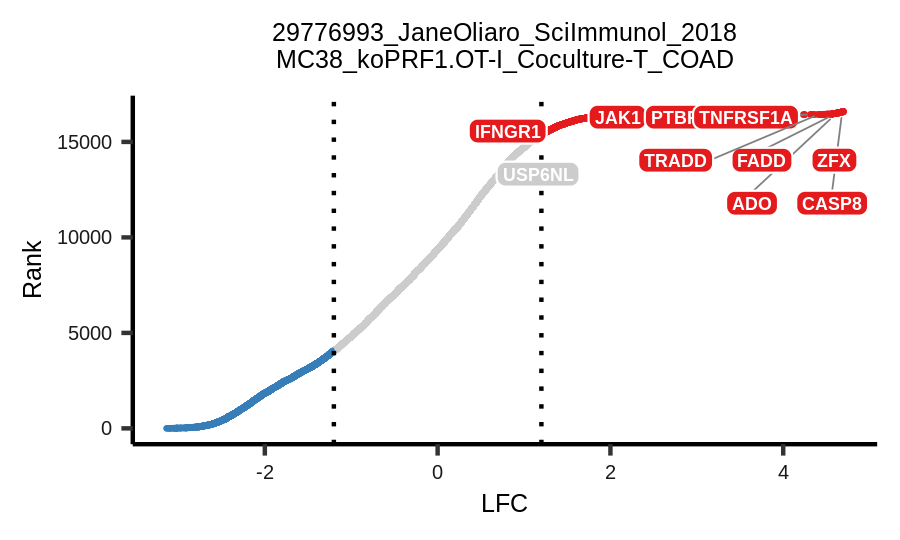 29776993_JaneOliaro_SciImmunol_2018
MC38_koPRF1.OT-I_Coculture-T_COAD
Rank
15000
10000
5000
0
IFNGR1
JAK1
TNFRSF1A
USP6NL
TRADD
FADD
ZFX
ADO
CASP8
-2
0
2
4
LFC